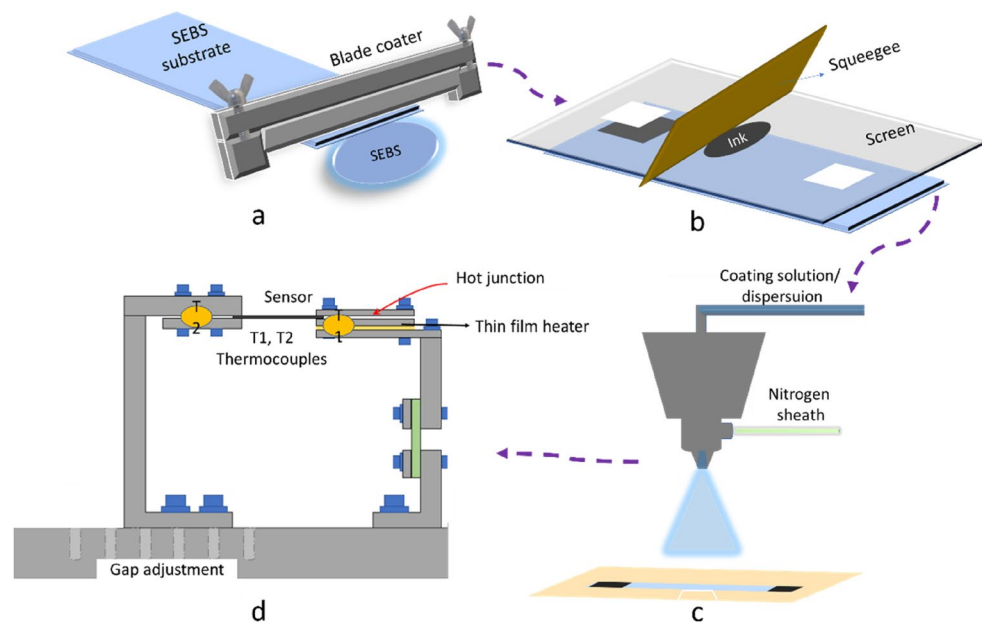 SEBS
substrate
Blade coater
SEBS
a
Squeegee
Ink
Screen
b
Coating solution/
dispersuion
Nitrogen
sheath
c
Hot junction
Sensor
T
2
T
1
Thin film heater
T1, T2
Thermocouples
Gap adjustment
d